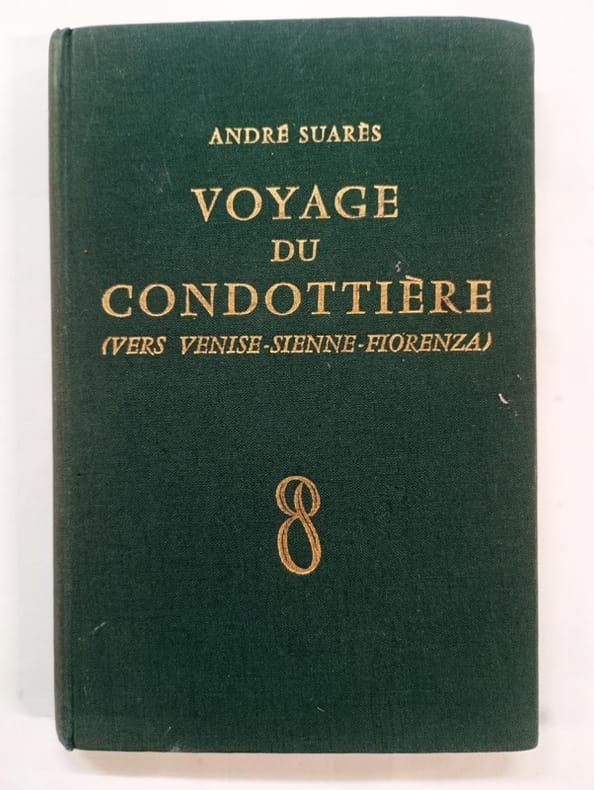 ANDRÉ SUARÈS
VOYAGE
DU
CONDOTTIÈRE
(VERS VENISE-SIENNE-FIORENZA)
8